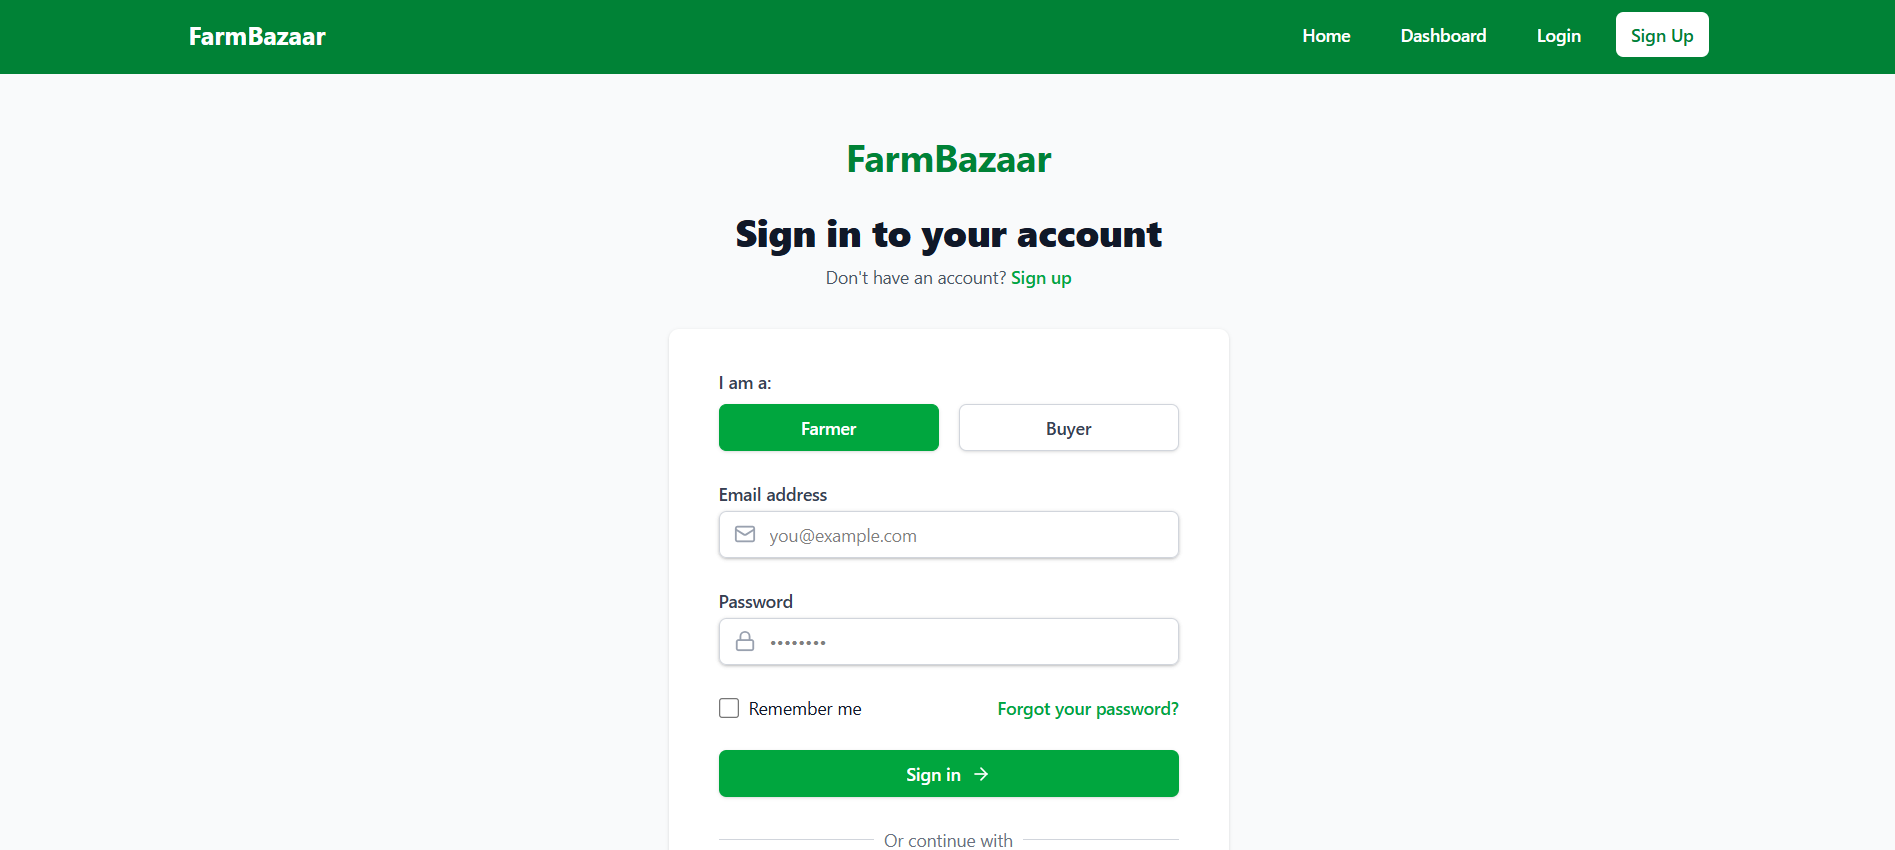 FarmBazaar Home Dashboard Login Sign Up
FarmBazaar
Sign in to your account
Don't have an account? Sign up
I am a:
Farmer Buyer
Email address
you@example.com
Password
••••••••
Remember me Forgot your password?
Sign in →
Or continue with